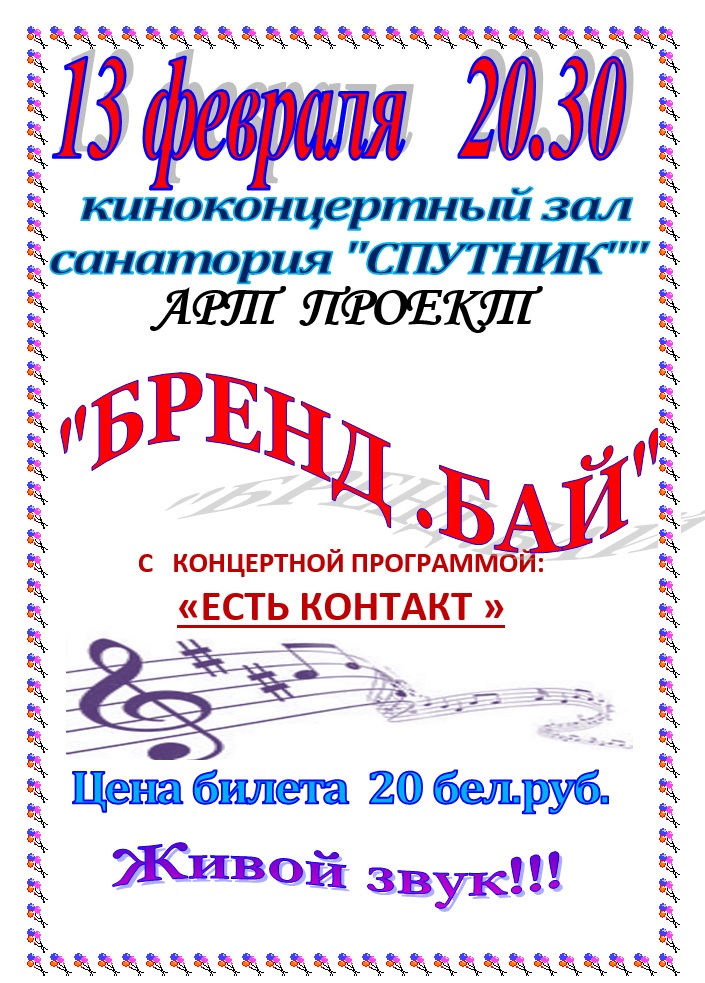 13 февраля 20.30
киноконцертный зал
санатория "СПУТНИК""
АРТ ПРОЕКТ
"БРЕНД .БАЙ"
С КОНЦЕРТНОЙ ПРОГРАММОЙ:
«ЕСТЬ КОНТАКТ »
Цена билета 20 бел.руб.
Живой звук!!!